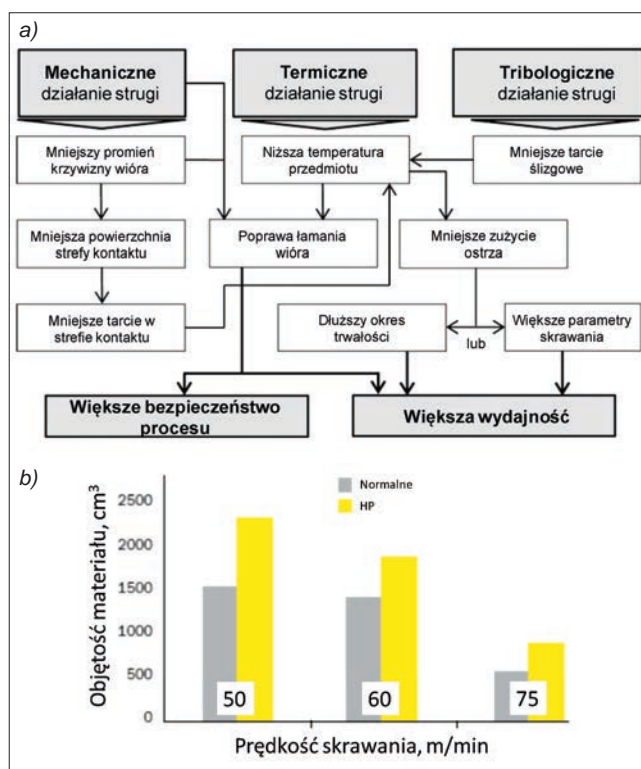 a)
Mechaniczne
działanie strugi
Termiczne
działanie strugi
Tribologiczne
działanie strugi
Mniejszy promień
krzywizny wióra
Niższa temperatura
przedmiotu
Mniejsze tarcie
ślizgowe
Mniejsza powierzchnia
strefy kontaktu
Poprawa łamania
wióra
Mniejsze zużycie
ostrza
Mniejsze tarcie w
strefie kontaktu
Dłuższy okres
trwałości
lub
Większe parametry
skrawania
Większe bezpieczeństwo
procesu
Większa wydajność
b)
Objętość materiału, cm³
2500
2000
1500
1000
500
0
Normalne
HP
50
60
75
Prędkość skrawania, m/min